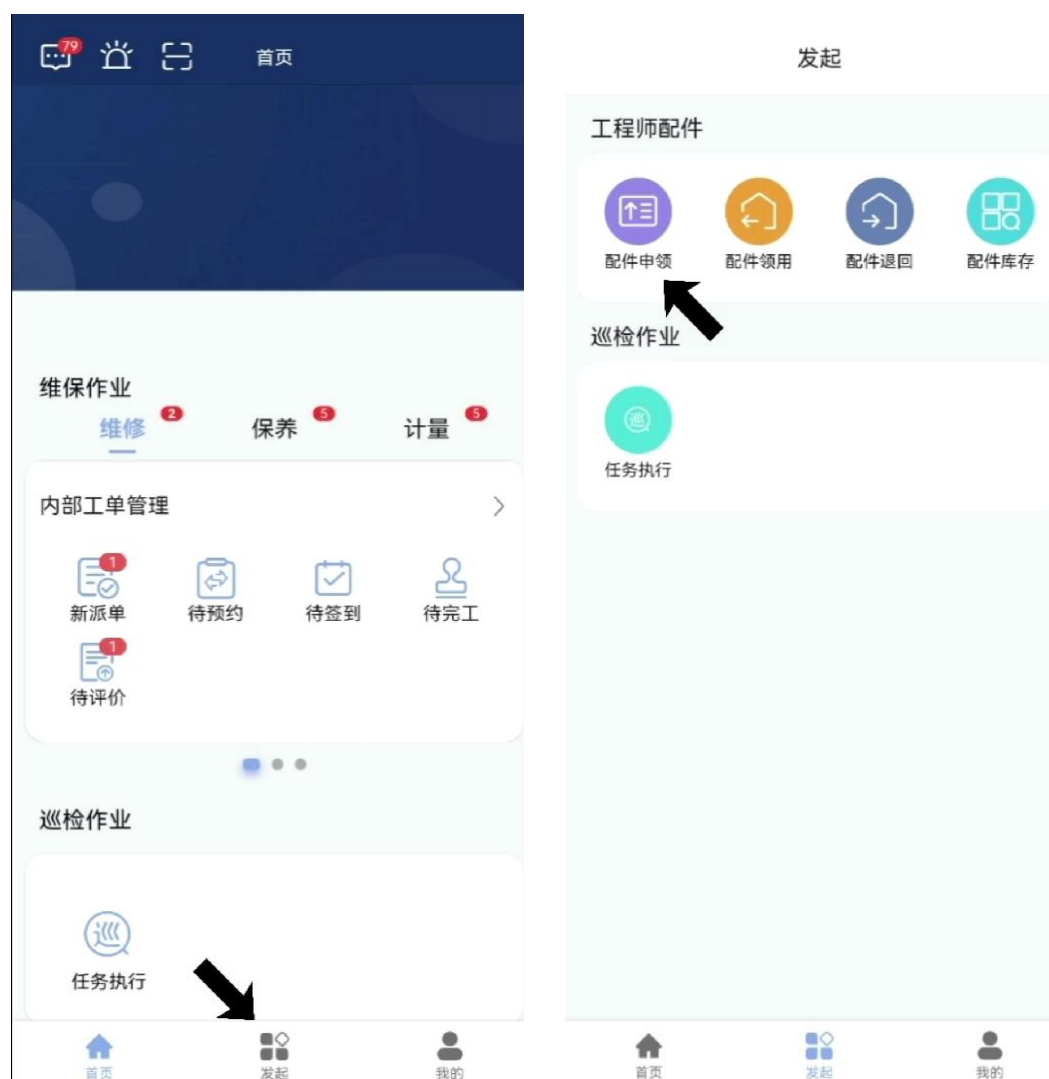 79
首页
维保作业
维修 2 保养 5 计量 5
内部工单管理
1
新派单 待预约 待签到 待完工
1
待评价
巡检作业
巡
任务执行
首页 发起 我的
发起
工程师配件
配件申领 配件领用 配件退回 配件库存
巡检作业
巡
任务执行
首页 发起 我的